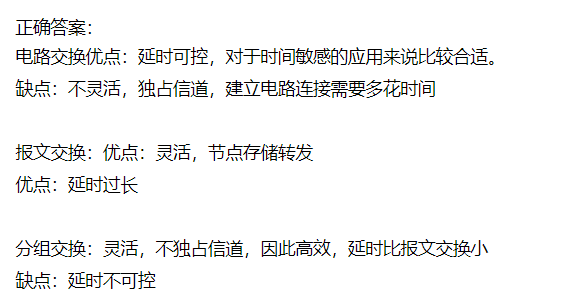 正确答案：
电路交换优点：延时可控，对于时间敏感的应用来说比较合适。
缺点：不灵活，独占信道，建立电路连接需要多花时间
报文交换：优点：灵活，节点存储转发
优点：延时过长
分组交换：灵活，不独占信道，因此高效，延时比报文交换小
缺点：延时不可控